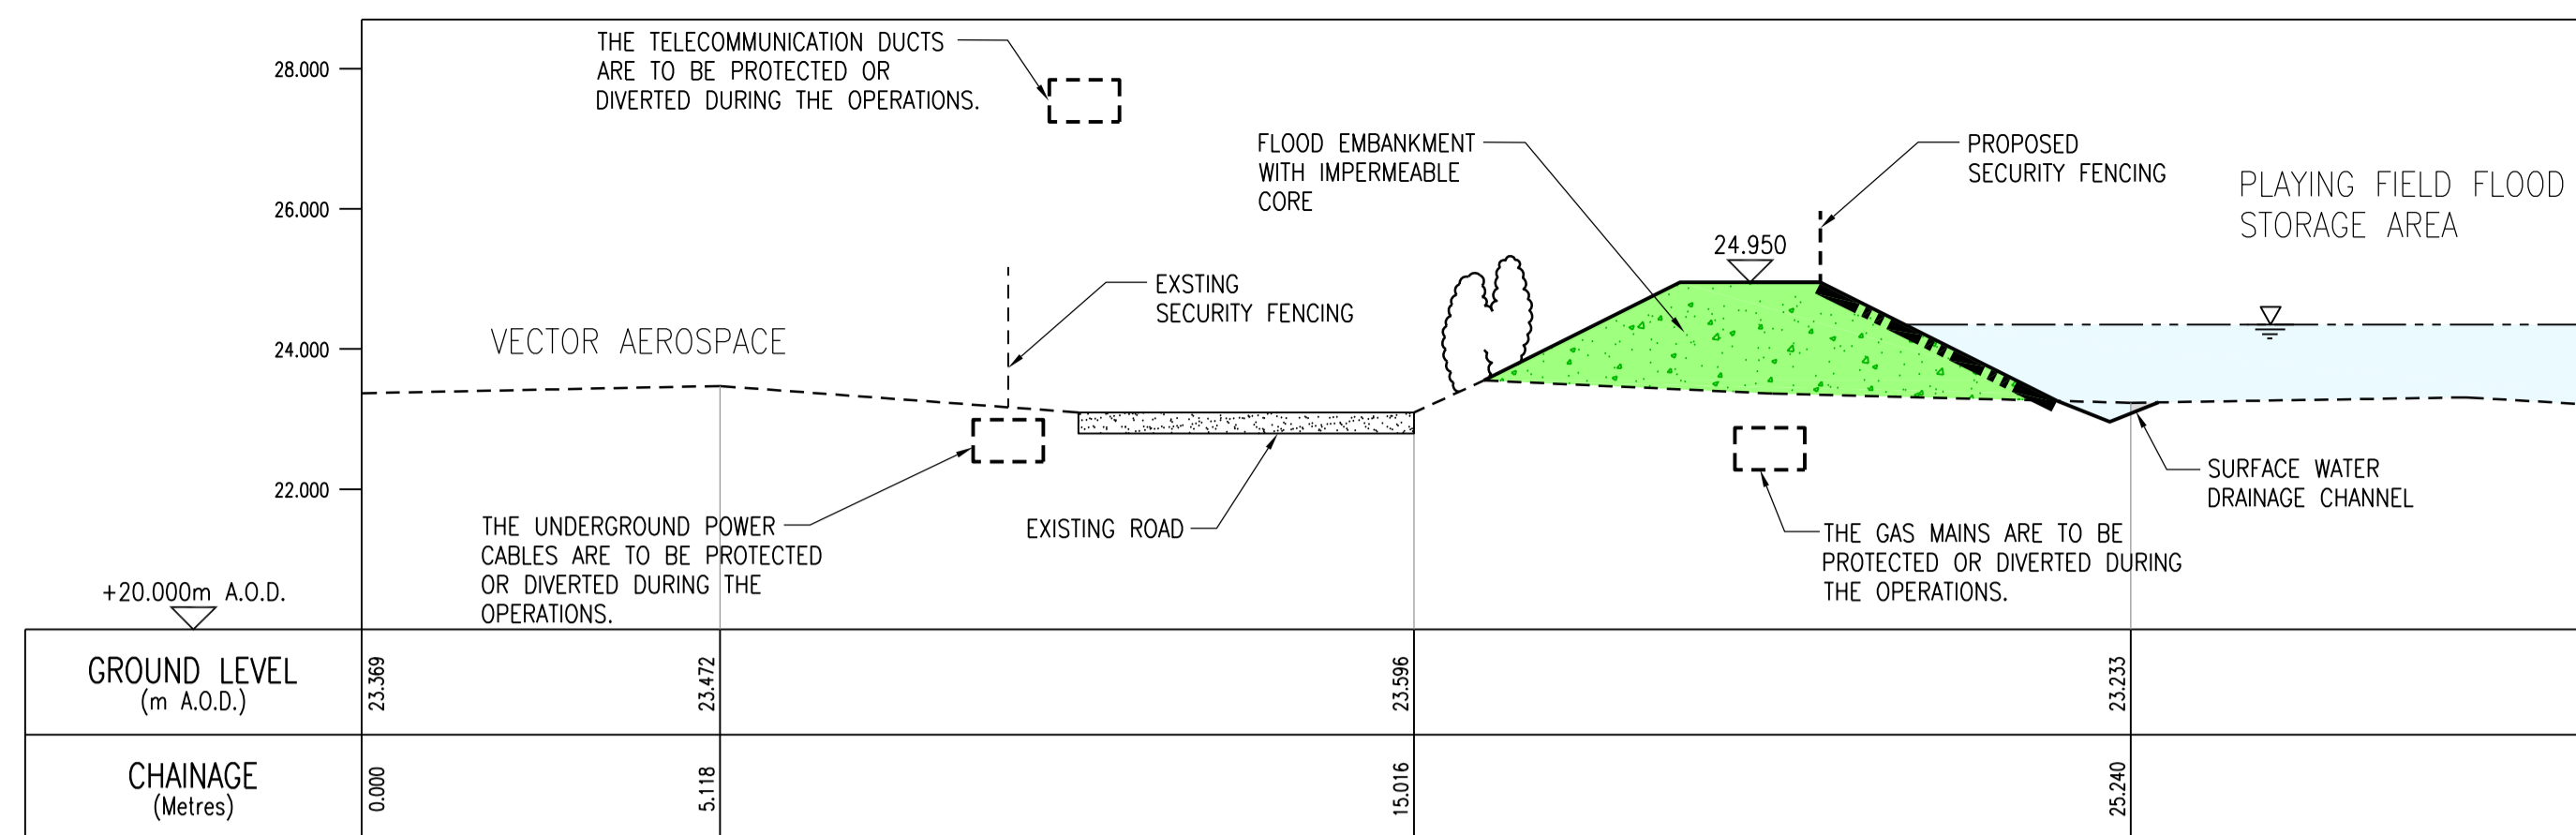 THE TELECOMMUNICATION DUCTS
ARE TO BE PROTECTED OR
DIVERTED DURING THE OPERATIONS.
28.000
FLOOD EMBANKMENT
WITH IMPERMEABLE
CORE
PROPOSED
SECURITY FENCING
PLAYING FIELD FLOOD
STORAGE AREA
26.000
24.950
EXSTING
SECURITY FENCING
VECTOR AEROSPACE
24.000
22.000
THE UNDERGROUND POWER
CABLES ARE TO BE PROTECTED
OR DIVERTED DURING THE
OPERATIONS.
EXISTING ROAD
SURFACE WATER
DRAINAGE CHANNEL
THE GAS MAINS ARE TO BE
PROTECTED OR DIVERTED DURING
THE OPERATIONS.
+20.000m A.O.D.
GROUND LEVEL
(m A.O.D.)
23.369
23.472
23.596
23.233
CHAINAGE
(Metres)
0.000
5.118
15.016
25.240